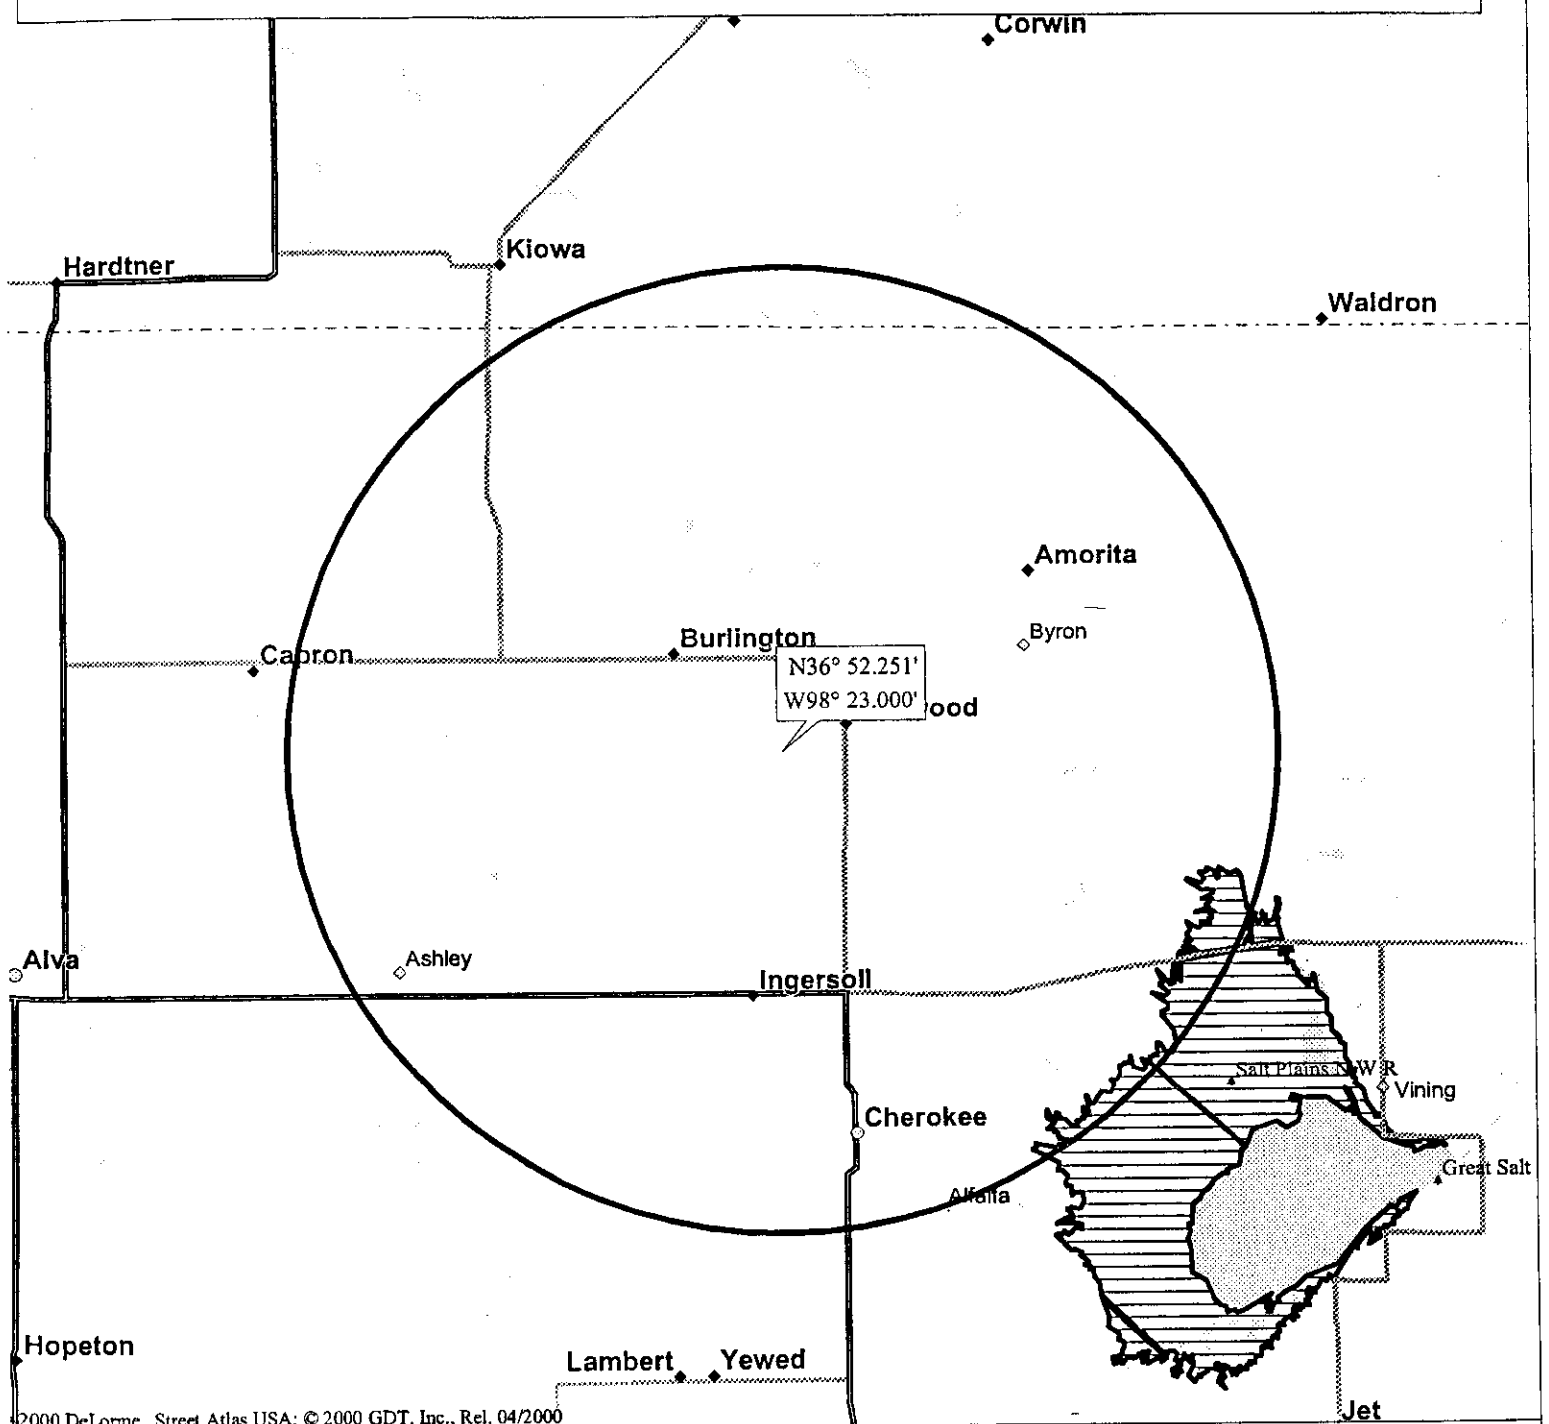 Corwin
Kiowa
Hardtner
Waldron
Amorita
Byron
Burlington
Capron
N36° 52.251'
W98° 23.000'
ood
Ashley
Alva
Ingersoll
Salt Plains N W R
Vining
Cherokee
Great Salt
Alfalfa
Hopeton
Lambert
Yewed
Jet
2000 DeLorme. Street Atlas USA; © 2000 GDT, Inc., Rel. 04/2000